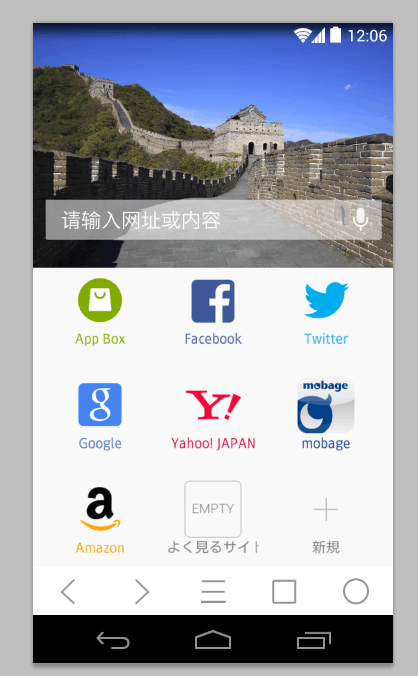 12:06
请输入网址或内容
App Box
Facebook
Twitter
Google
Yahoo! JAPAN
mobage
mobage
Amazon
EMPTY
よく見るサイト
新規